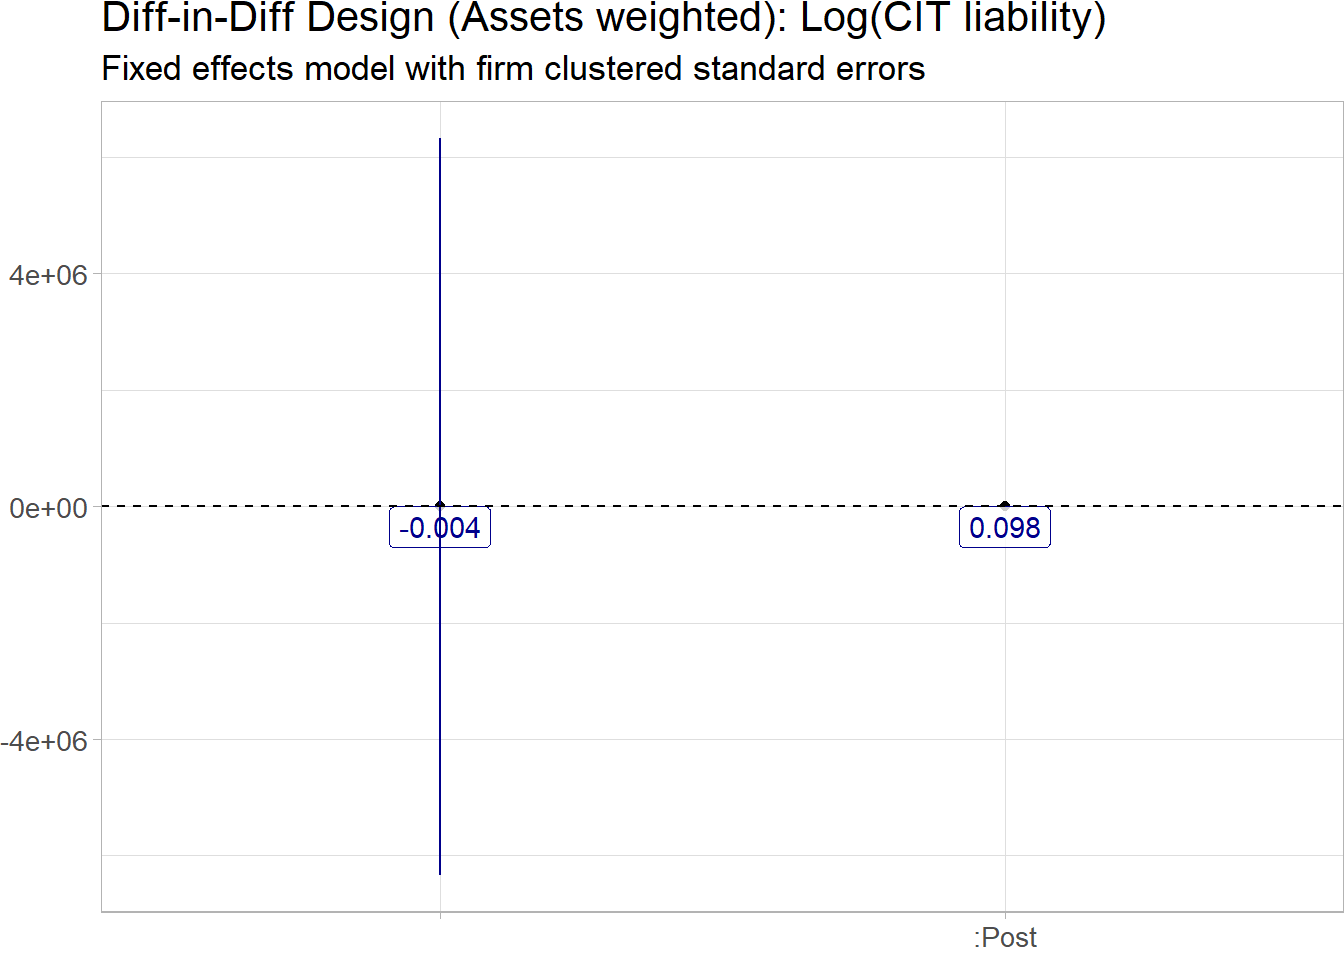 Diff-in-Diff Design (Assets weighted): Log(CIT liability)
Fixed effects model with firm clustered standard errors
4e+06
0e+00
-0.004
0.098
-4e+06
:Post